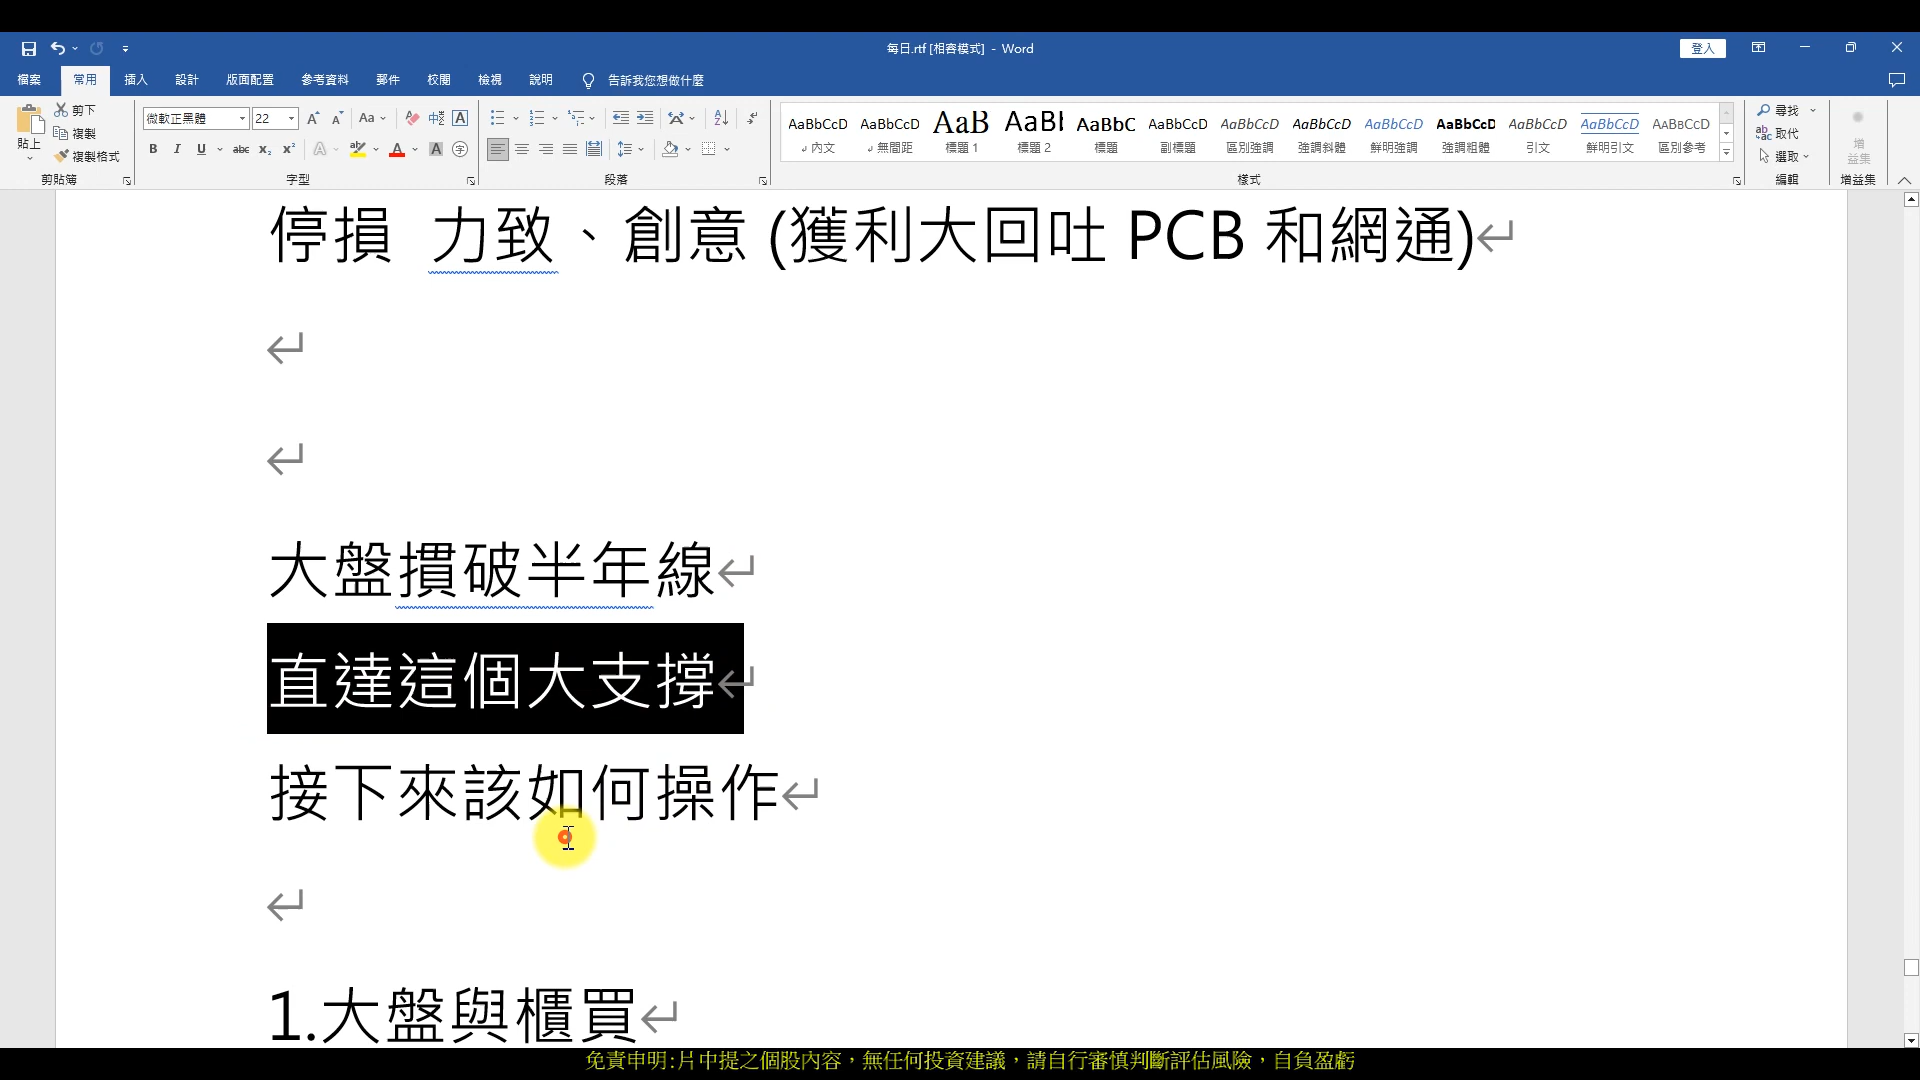 每日.rtf [相容模式] - Word
登入
檔案 常用 插入 設計 版面配置 參考資料 郵件 校閱 檢視 說明 告訴我您想做什麼
貼上
剪下
複製
複製格式
剪貼簿
微軟正黑體 22
字型
段落
AaBbCcD 內文
AaBbCcD 無間距
AaB 標題 1
AaBl 標題 2
AaBbC 標題
AaBbCcD 副標題
AaBbCcD 區別強調
AaBbCcD 強調斜體
AaBbCcD 鮮明強調
AaBbCcD 強調粗體
AaBbCcD 引文
AaBbCcD 鮮明引文
AaBbCcD 區別參考
樣式
尋找
取代
選取
編輯
增益集
增益集
停損 力致、創意 (獲利大回吐 PCB 和網通)
大盤摜破半年線
直達這個大支撐
接下來該如何操作
1.大盤與櫃買
免責申明:片中提之個股內容，無任何投資建議，請自行審慎判斷評估風險，自負盈虧